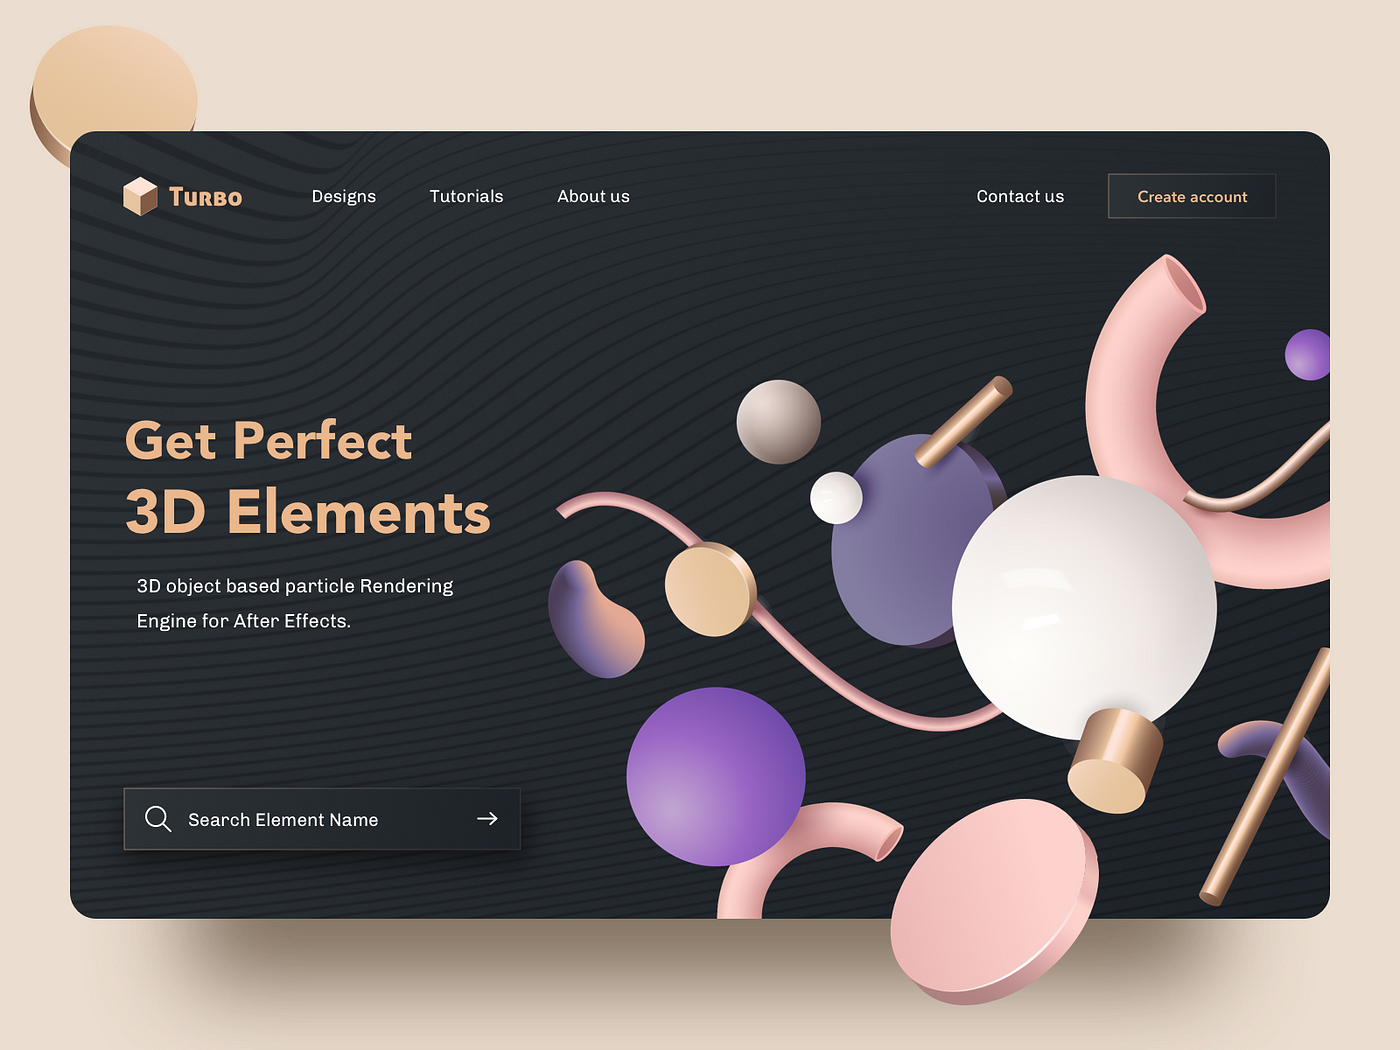 Turbo
Designs
Tutorials
About us
Contact us
Create account
Get Perfect
3D Elements
3D object based particle Rendering
Engine for After Effects.
Search Element Name